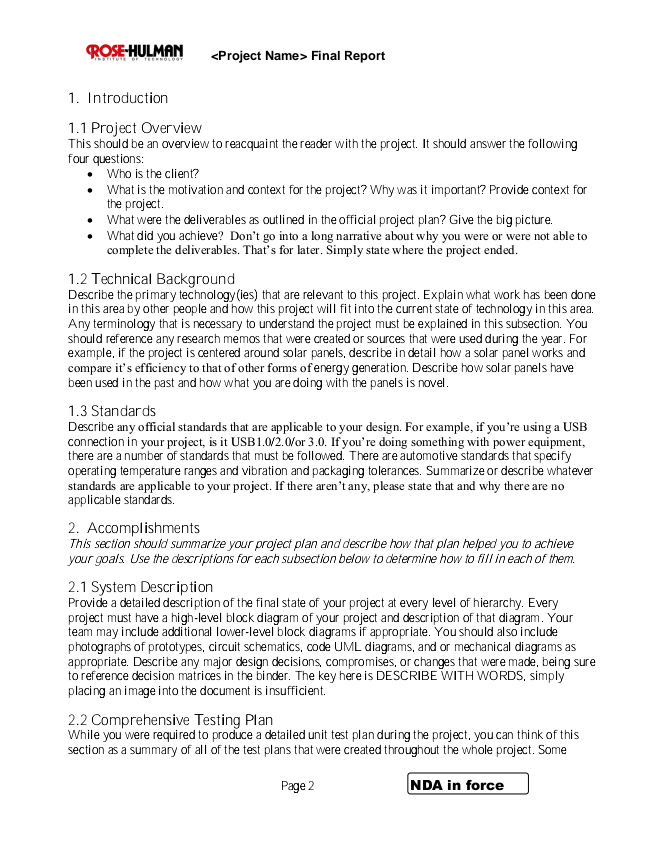 ROSE-HULMAN
INSTITUTE OF TECHNOLOGY
<Project Name> Final Report
1. Introduction
1.1 Project Overview
This should be an overview to reacquaint the reader with the project. It should answer the following
four questions:
• Who is the client?
• What is the motivation and context for the project? Why was it important? Provide context for
the project.
• What were the deliverables as outlined in the official project plan? Give the big picture.
• What did you achieve? Don't go into a long narrative about why you were or were not able to
complete the deliverables. That's for later. Simply state where the project ended.
1.2 Technical Background
Describe the primary technology(ies) that are relevant to this project. Explain what work has been done
in this area by other people and how this project will fit into the current state of technology in this area.
Any terminology that is necessary to understand the project must be explained in this subsection. You
should reference any research memos that were created or sources that were used during the year. For
example, if the project is centered around solar panels, describe in detail how a solar panel works and
compare it's efficiency to that of other forms of energy generation. Describe how solar panels have
been used in the past and how what you are doing with the panels is novel.
1.3 Standards
Describe any official standards that are applicable to your design. For example, if you're using a USB
connection in your project, is it USB1.0/2.0/or 3.0. If you're doing something with power equipment,
there are a number of standards that must be followed. There are automotive standards that specify
operating temperature ranges and vibration and packaging tolerances. Summarize or describe whatever
standards are applicable to your project. If there aren't any, please state that and why there are no
applicable standards.
2. Accomplishments
This section should summarize your project plan and describe how that plan helped you to achieve
your goals. Use the descriptions for each subsection below to determine how to fill in each of them.
2.1 System Description
Provide a detailed description of the final state of your project at every level of hierarchy. Every
project must have a high-level block diagram of your project and description of that diagram. Your
team may include additional lower-level block diagrams if appropriate. You should also include
photographs of prototypes, circuit schematics, code UML diagrams, and or mechanical diagrams as
appropriate. Describe any major design decisions, compromises, or changes that were made, being sure
to reference decision matrices in the binder. The key here is DESCRIBE WITH WORDS, simply
placing an image into the document is insufficient.
2.2 Comprehensive Testing Plan
While you were required to produce a detailed unit test plan during the project, you can think of this
section as a summary of all of the test plans that were created throughout the whole project. Some
Page 2
NDA in force